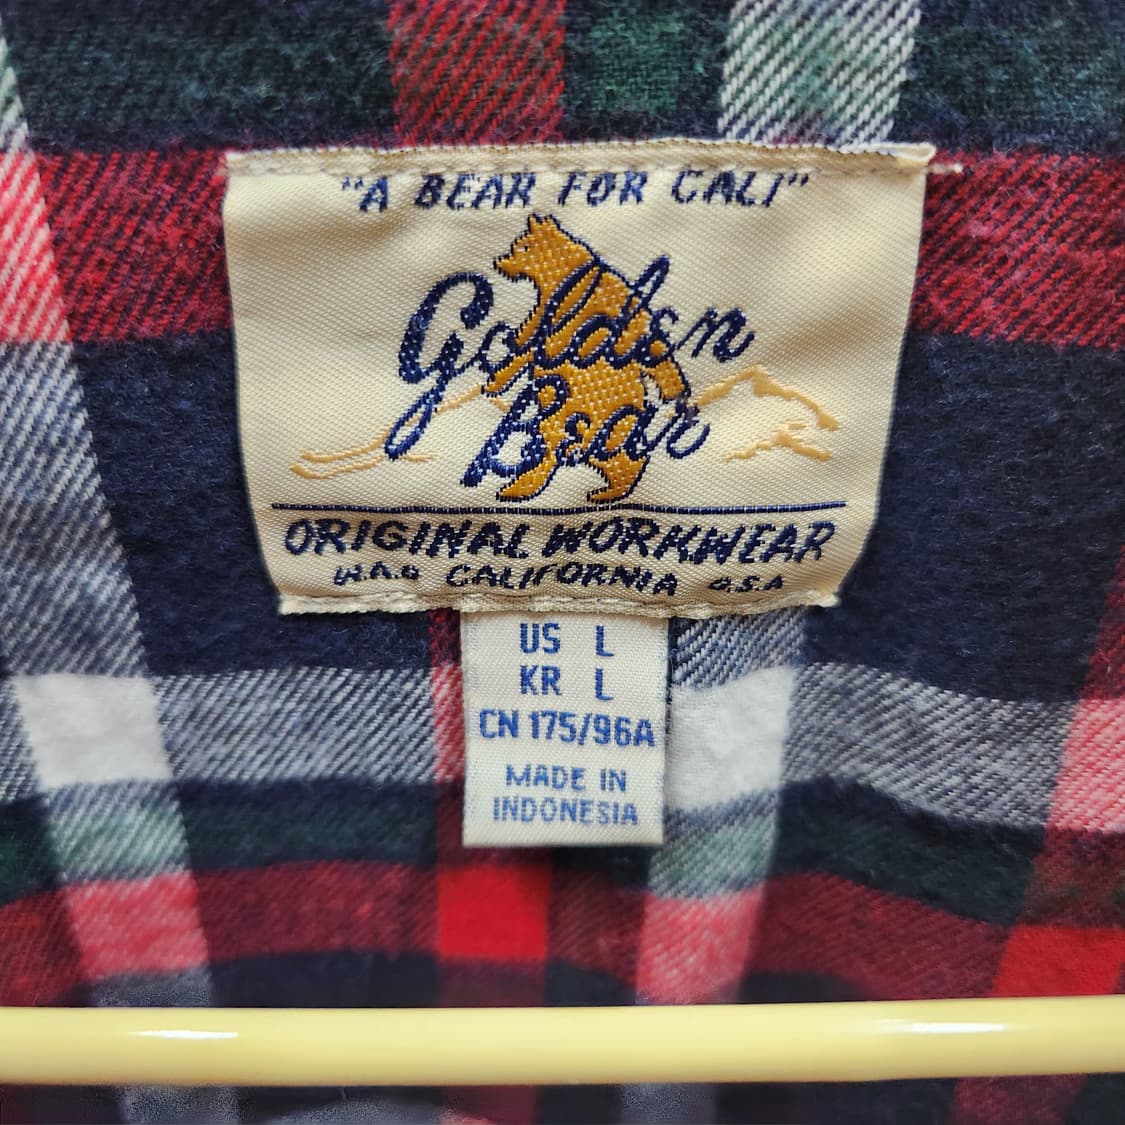 "A BEAR FOR CALI"
Golden
Bear
ORIGINAL WORKWEAR
CALIFORNIA U.S.A
US L
KR L
CN 175/96A
MADE IN
INDONESIA